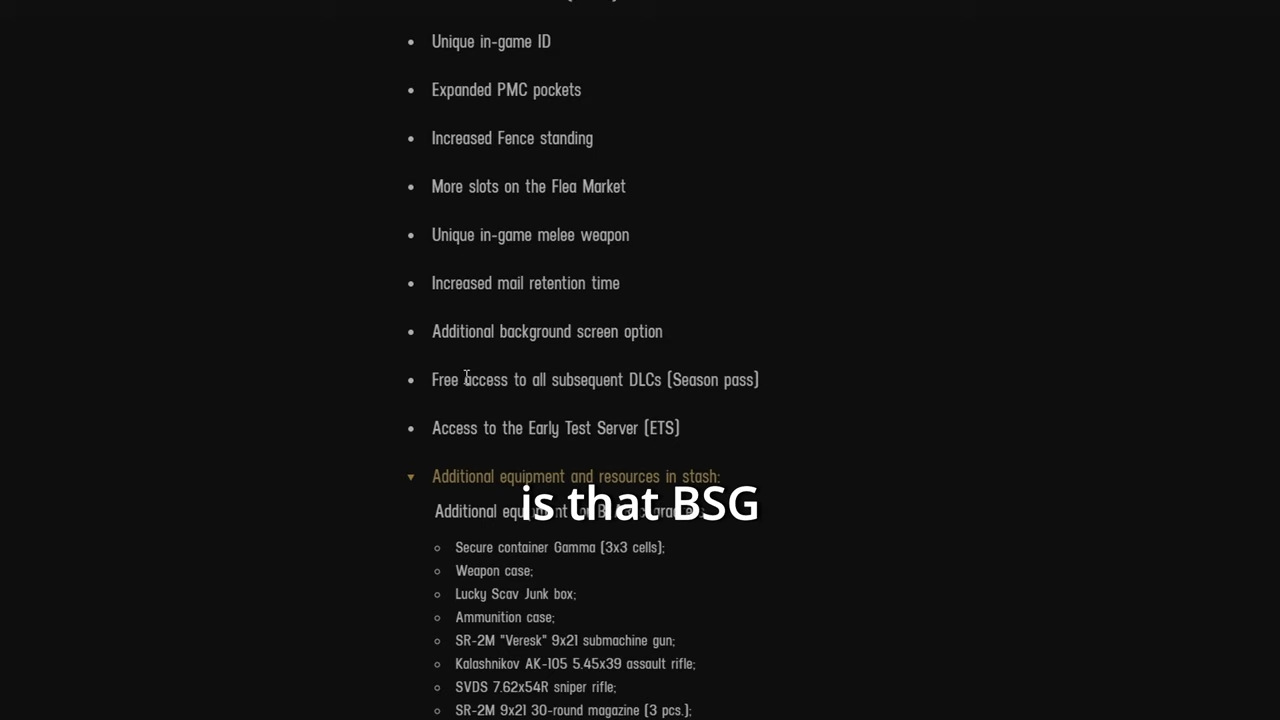 Unique in-game ID
Expanded PMC pockets
Increased Fence standing
More slots on the Flea Market
Unique in-game melee weapon
Increased mail retention time
Additional background screen option
Free access to all subsequent DLCs (Season pass)
Access to the Early Test Server (ETS)
Additional equipment and resources in stash:
is that BSG
Additional
Secure container Gamma (3x3 cells);
Weapon case;
Lucky Scav Junk box;
Ammunition case;
SR-2M "Veresk" 9x21 submachine gun;
Kalashnikov AK-105 5.45x39 assault rifle;
SVDS 7.62x54R sniper rifle;
SR-2M 9x21 30-round magazine (3 pcs.);